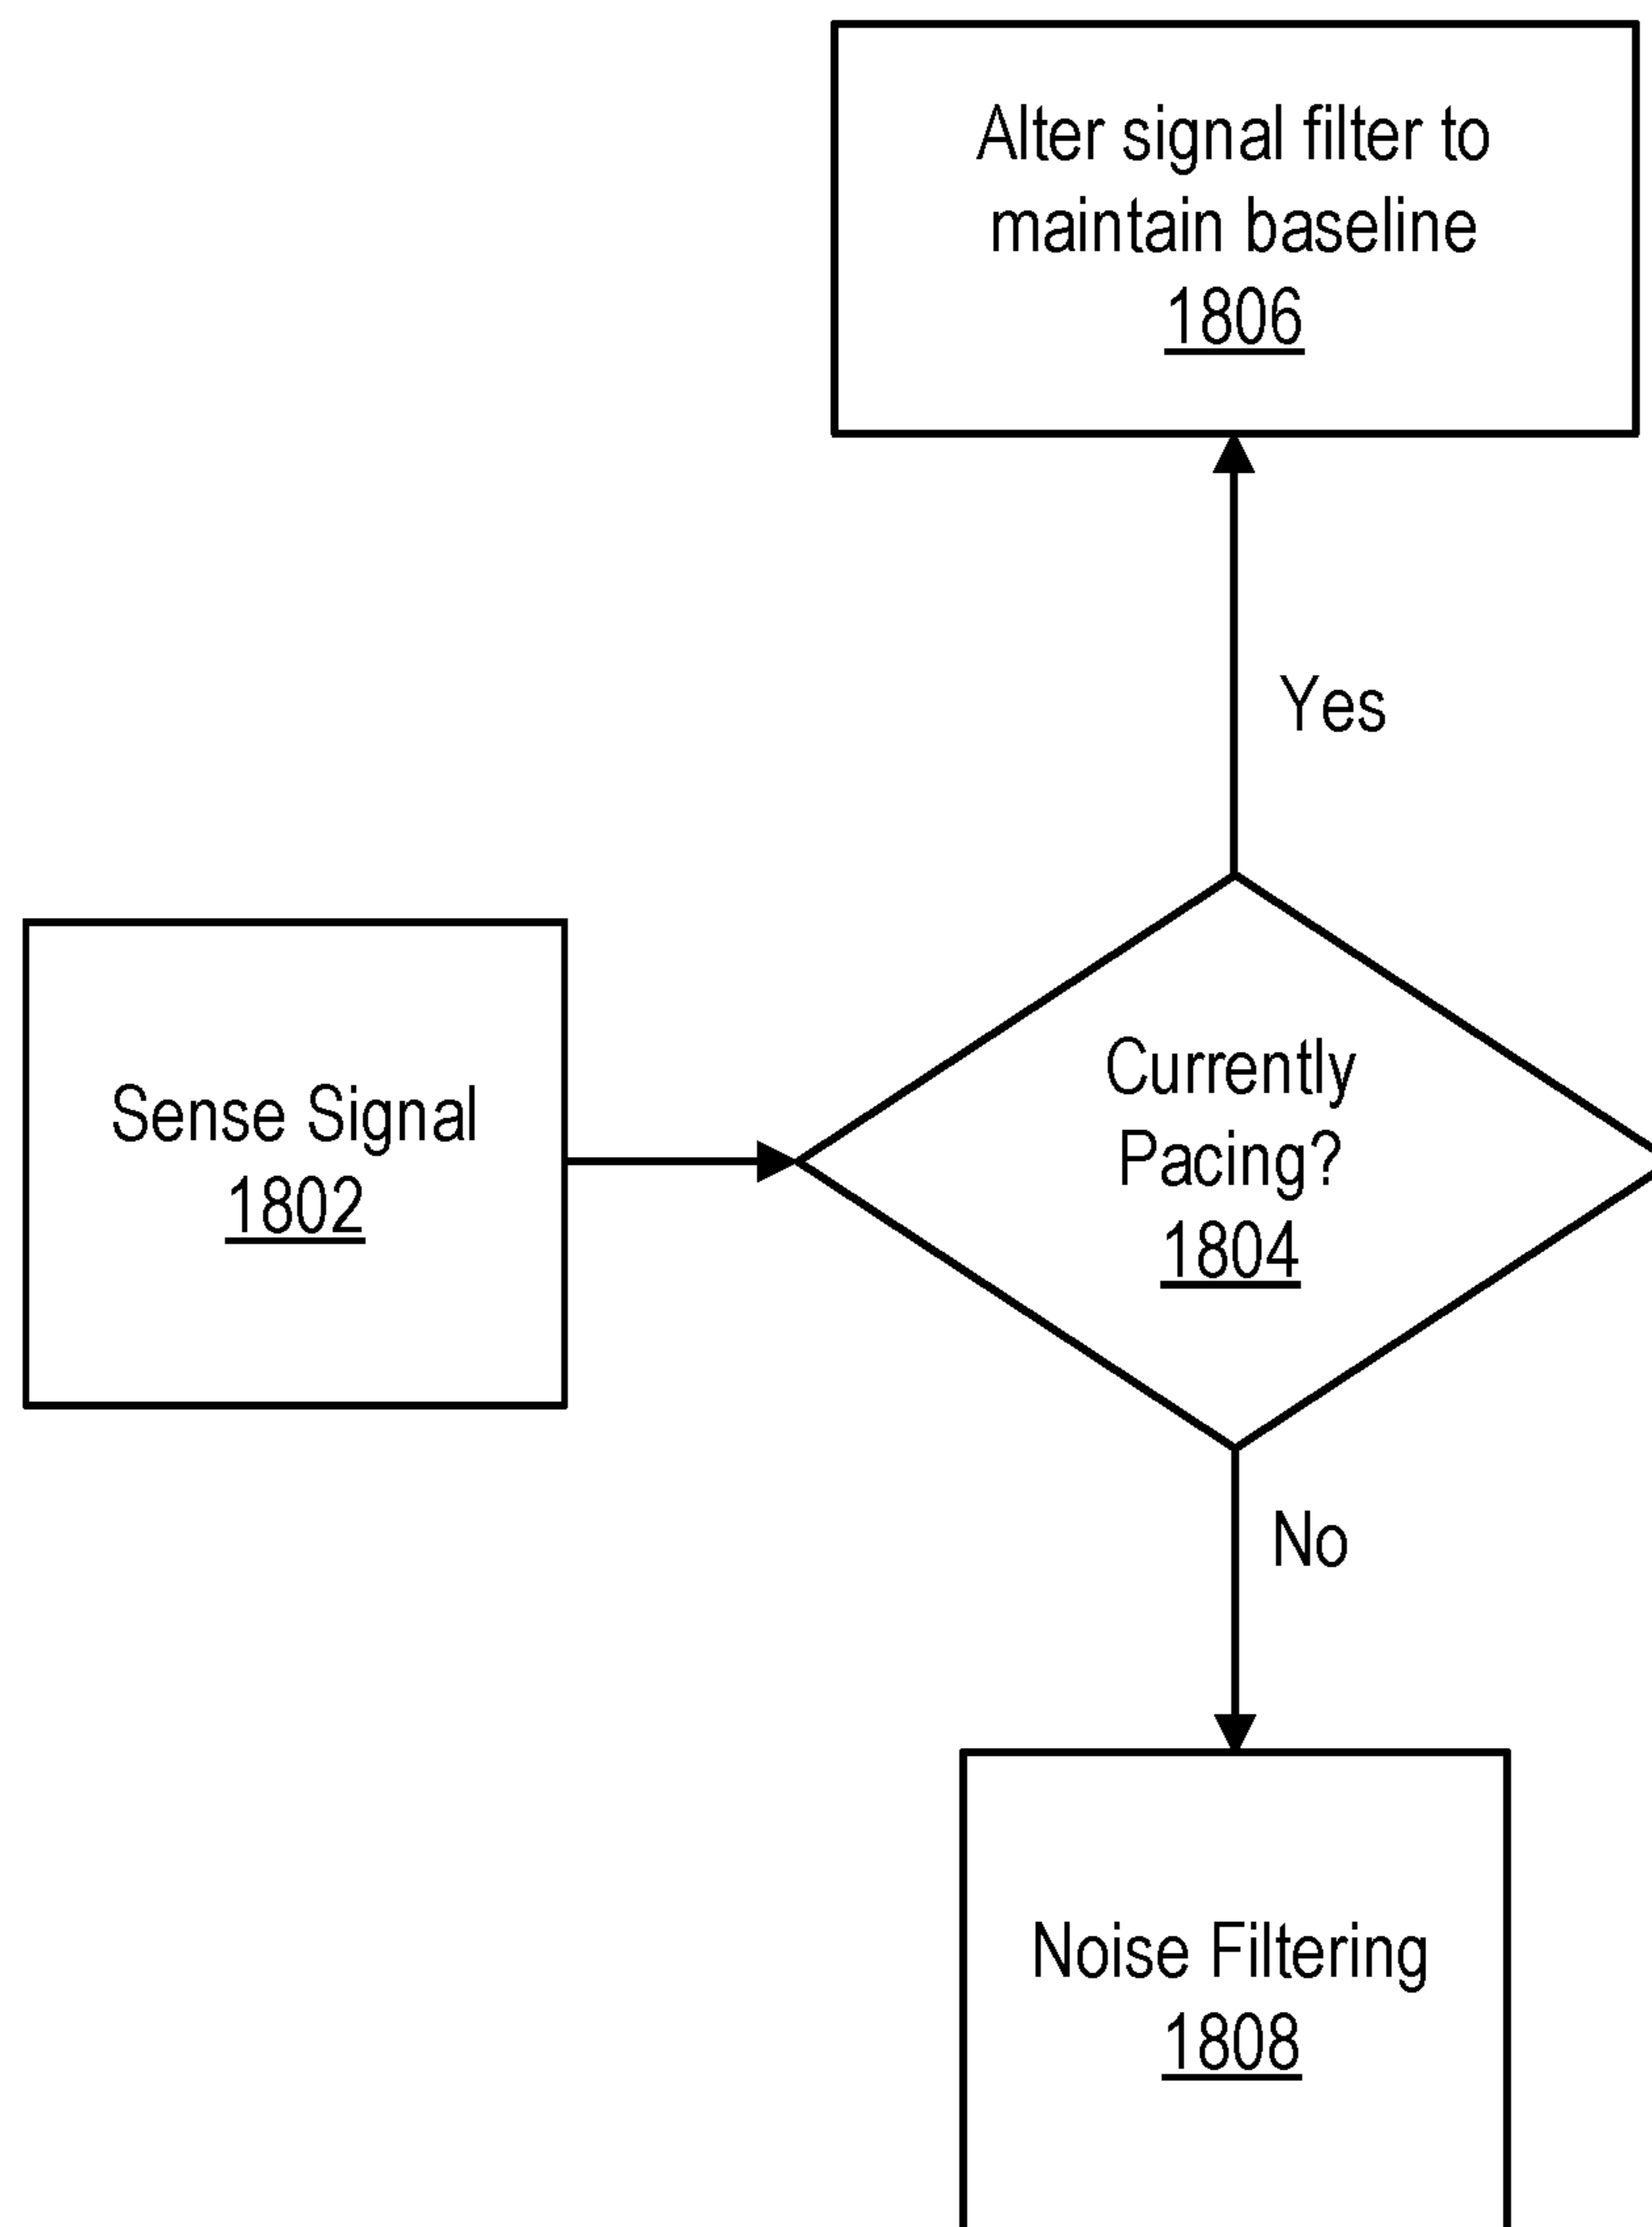 Alter signal filter to
maintain baseline
1806
Yes
Sense Signal
1802
Currently
Pacing?
1804
No
Noise Filtering
1808